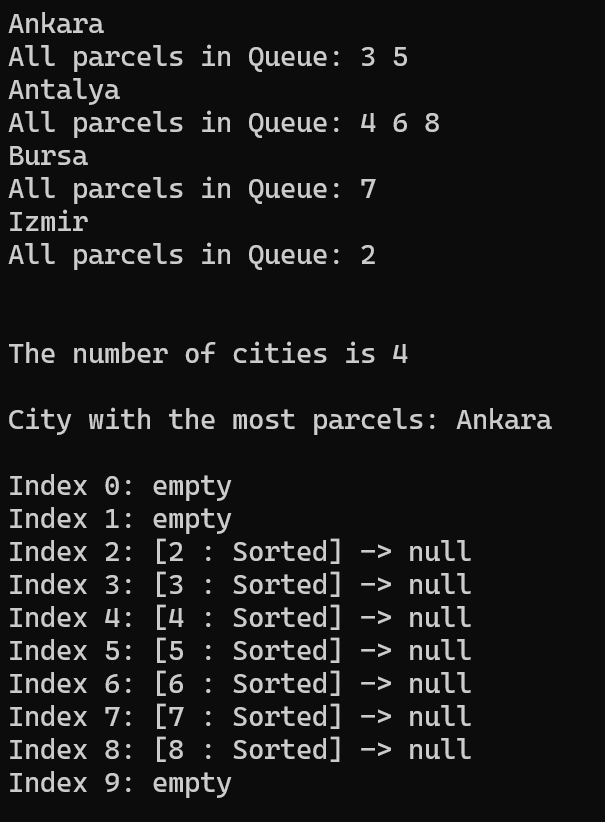 Ankara
All parcels in Queue: 3 5
Antalya
All parcels in Queue: 4 6 8
Bursa
All parcels in Queue: 7
Izmir
All parcels in Queue: 2
The number of cities is 4
City with the most parcels: Ankara
Index 0: empty
Index 1: empty
Index 2: [2 : Sorted] -> null
Index 3: [3 : Sorted] -> null
Index 4: [4 : Sorted] -> null
Index 5: [5 : Sorted] -> null
Index 6: [6 : Sorted] -> null
Index 7: [7 : Sorted] -> null
Index 8: [8 : Sorted] -> null
Index 9: empty